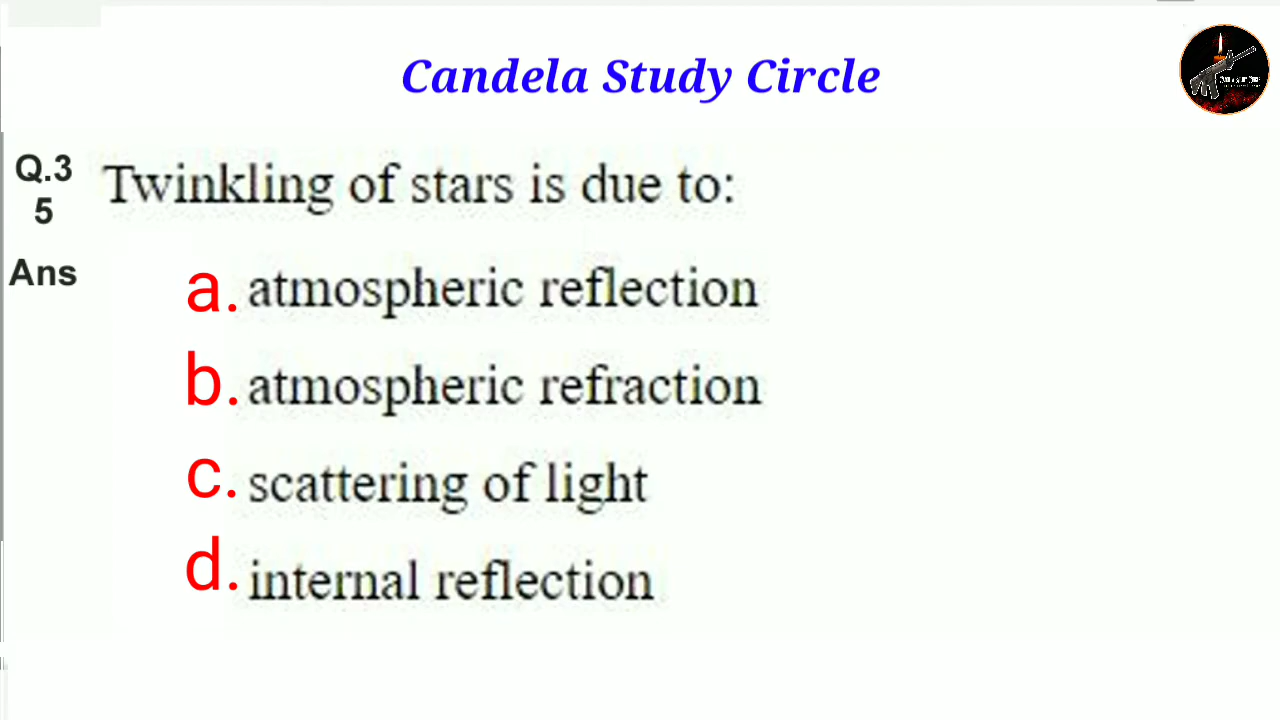 Candela Study Circle
Q.3
5
Twinkling of stars is due to:
Ans
a. atmospheric reflection
b. atmospheric refraction
c. scattering of light
d. internal reflection